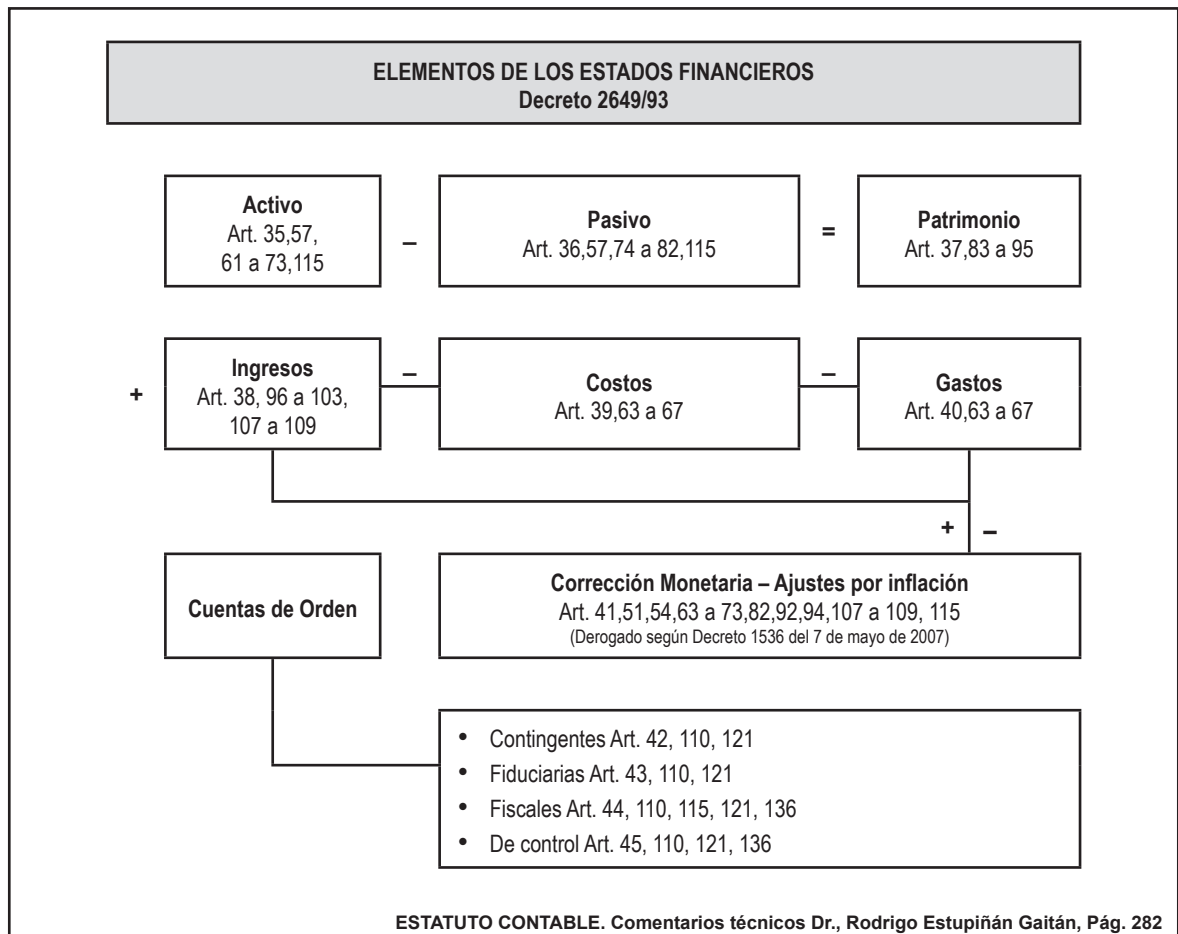 ELEMENTOS DE LOS ESTADOS FINANCIEROS
Decreto 2649/93
Activo
Art. 35,57,
61 a 73,115
–
Pasivo
Art. 36,57,74 a 82,115
=
Patrimonio
Art. 37,83 a 95
+
Ingresos
Art. 38, 96 a 103,
107 a 109
–
Costos
Art. 39,63 a 67
–
Gastos
Art. 40,63 a 67
+ –
Cuentas de Orden
Corrección Monetaria – Ajustes por inflación
Art. 41,51,54,63 a 73,82,92,94,107 a 109, 115
(Derogado según Decreto 1536 del 7 de mayo de 2007)
• Contingentes Art. 42, 110, 121
• Fiduciarias Art. 43, 110, 121
• Fiscales Art. 44, 110, 115, 121, 136
• De control Art. 45, 110, 121, 136
ESTATUTO CONTABLE. Comentarios técnicos Dr., Rodrigo Estupiñán Gaitán, Pág. 282